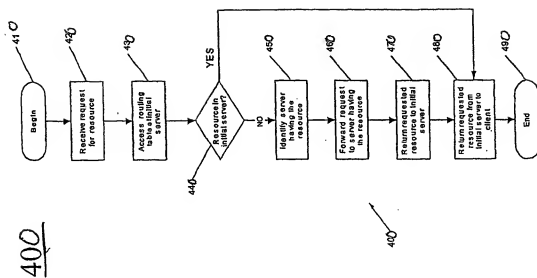 400
410
Begin
420
Receive request
for resource
430
Access routing
table at initial
server
440
Resource in
initial server?
YES
NO
450
Identify server
having the
resource
460
Forward request
to server having
the resource
470
Return requested
resource to initial
server
480
Return requested
resource from
initial server to
client
490
End
400